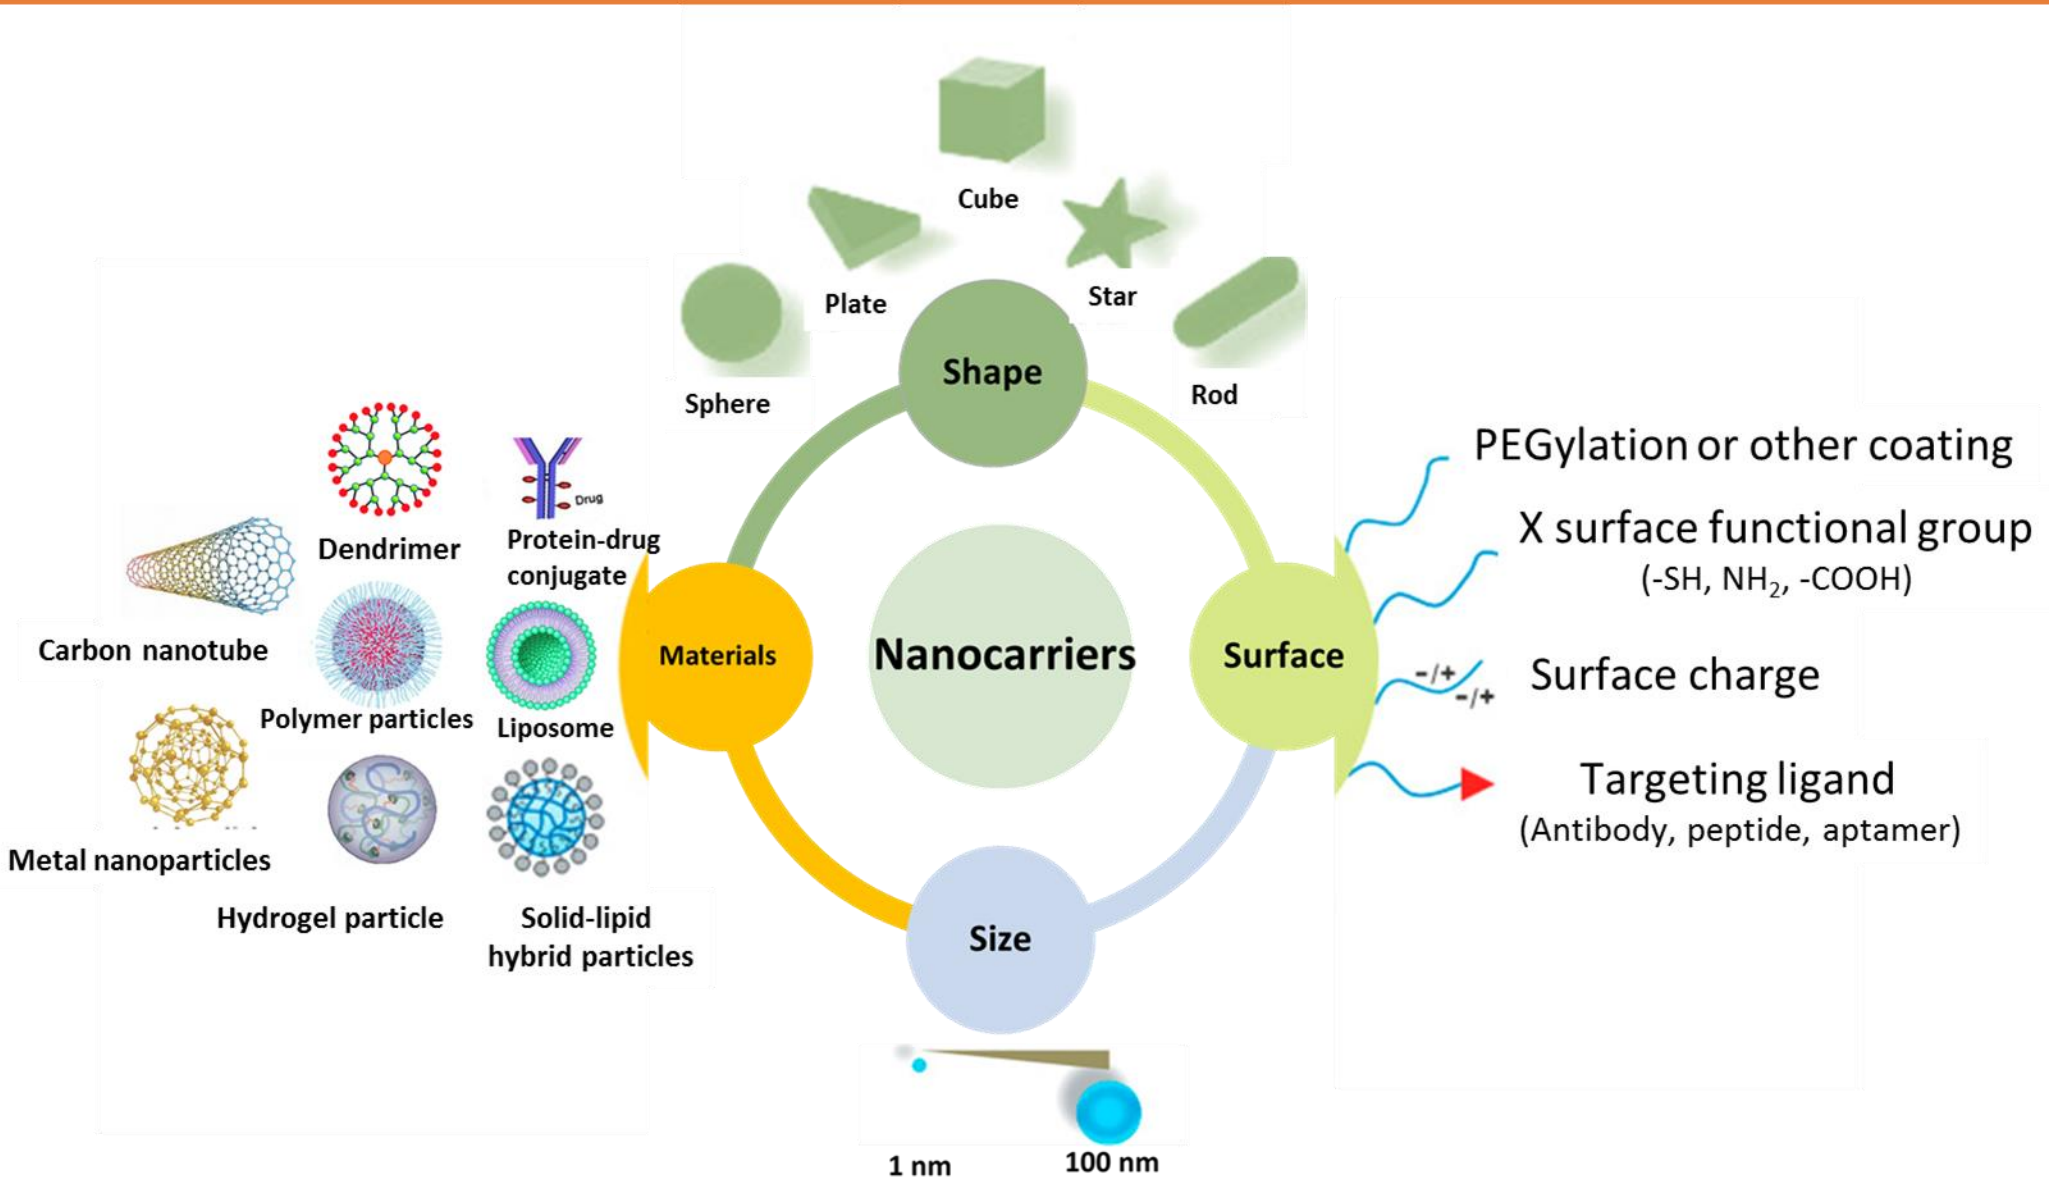 Cube
Plate
Star
Sphere
Rod
Shape
Dendrimer
Drug
Protein-drug
conjugate
Carbon nanotube
Polymer particles
Liposome
Metal nanoparticles
Hydrogel particle
Solid-lipid
hybrid particles
Materials
Nanocarriers
Surface
PEGylation or other coating
X surface functional group
(-SH, NH₂, -COOH)
-/+
-/+
Surface charge
Targeting ligand
(Antibody, peptide, aptamer)
Size
1 nm
100 nm